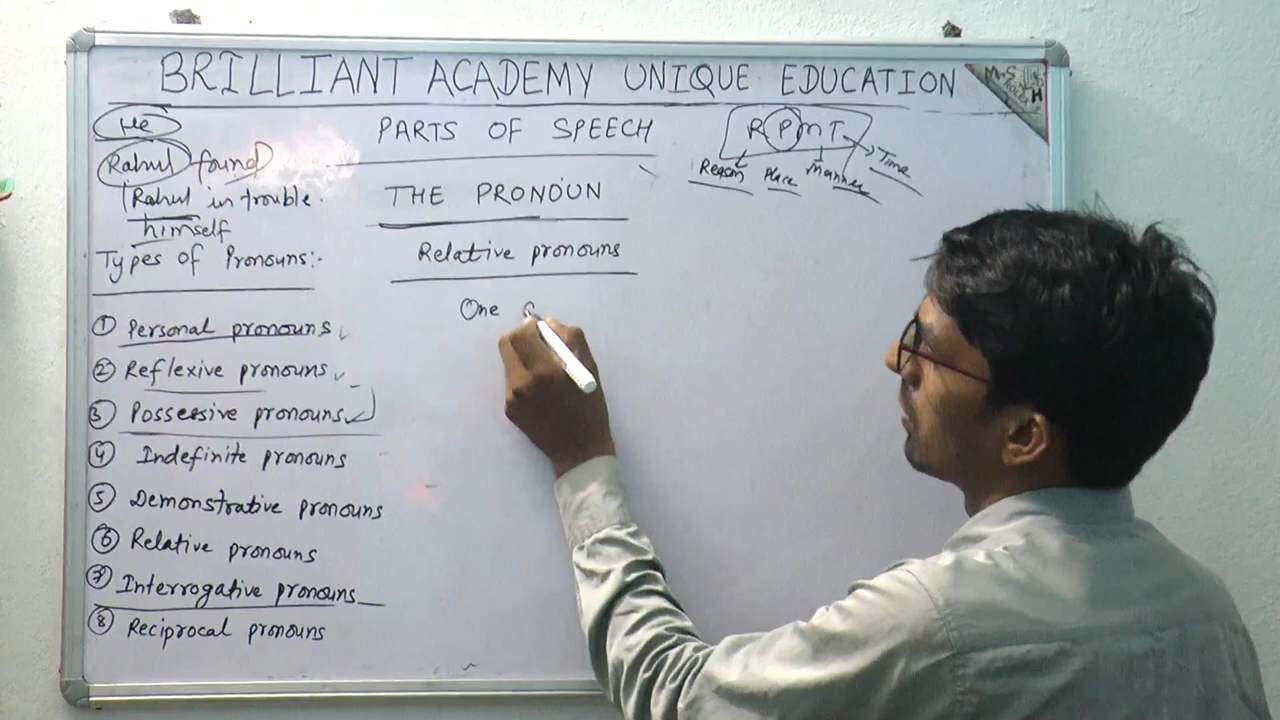 BRILLIANT ACADEMY UNIQUE EDUCATION
M.S
He
Rahul found
Rahul in trouble.
himself
Types of Pronouns:-
① Personal pronouns
② Reflexive pronouns
③ Possessive pronouns
④ Indefinite pronouns
⑤ Demonstrative pronouns
⑥ Relative pronouns
⑦ Interrogative pronouns
⑧ Reciprocal pronouns
PARTS OF SPEECH
THE PRONOUN
Relative pronouns
One
R P M T
Reason Place Manner Time